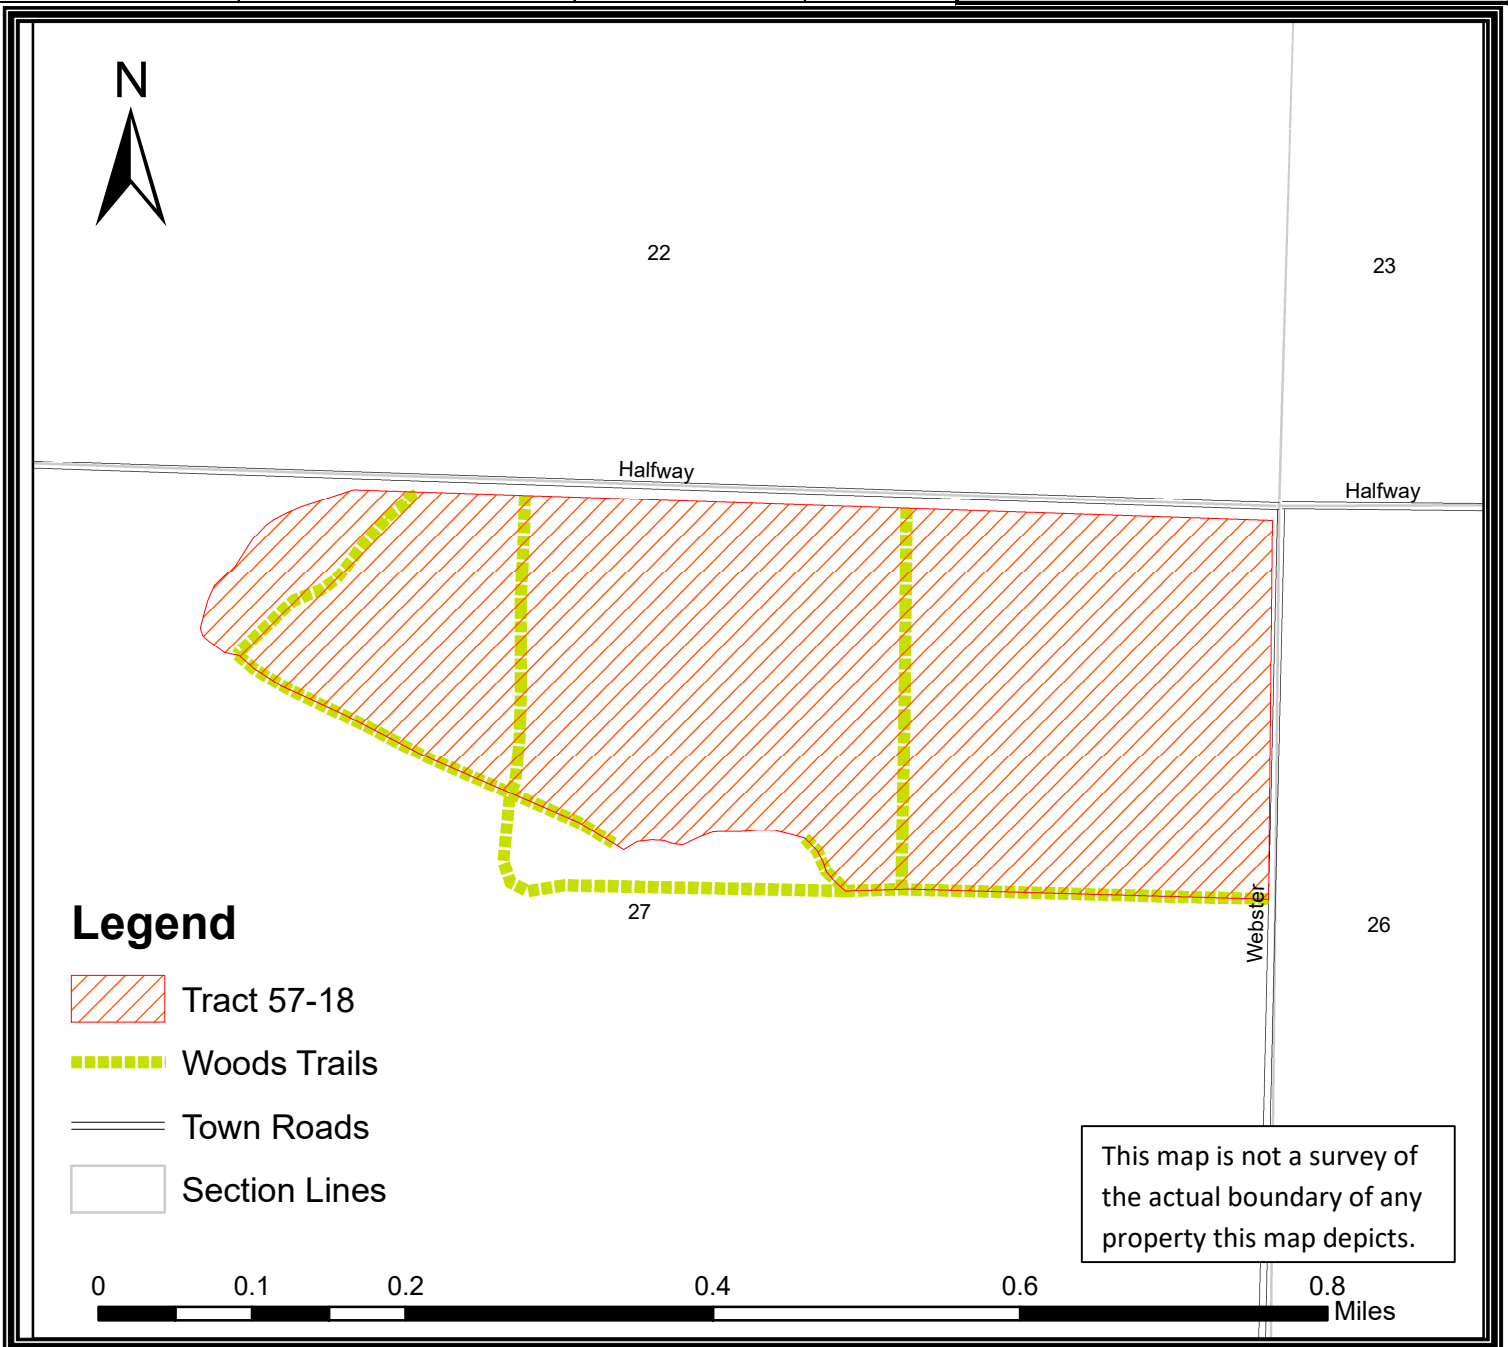 N
22
23
Halfway
Halfway
27
Webster
26
Legend
Tract 57-18
Woods Trails
Town Roads
Section Lines
This map is not a survey of
the actual boundary of any
property this map depicts.
0 0.1 0.2 0.4 0.6 0.8
Miles